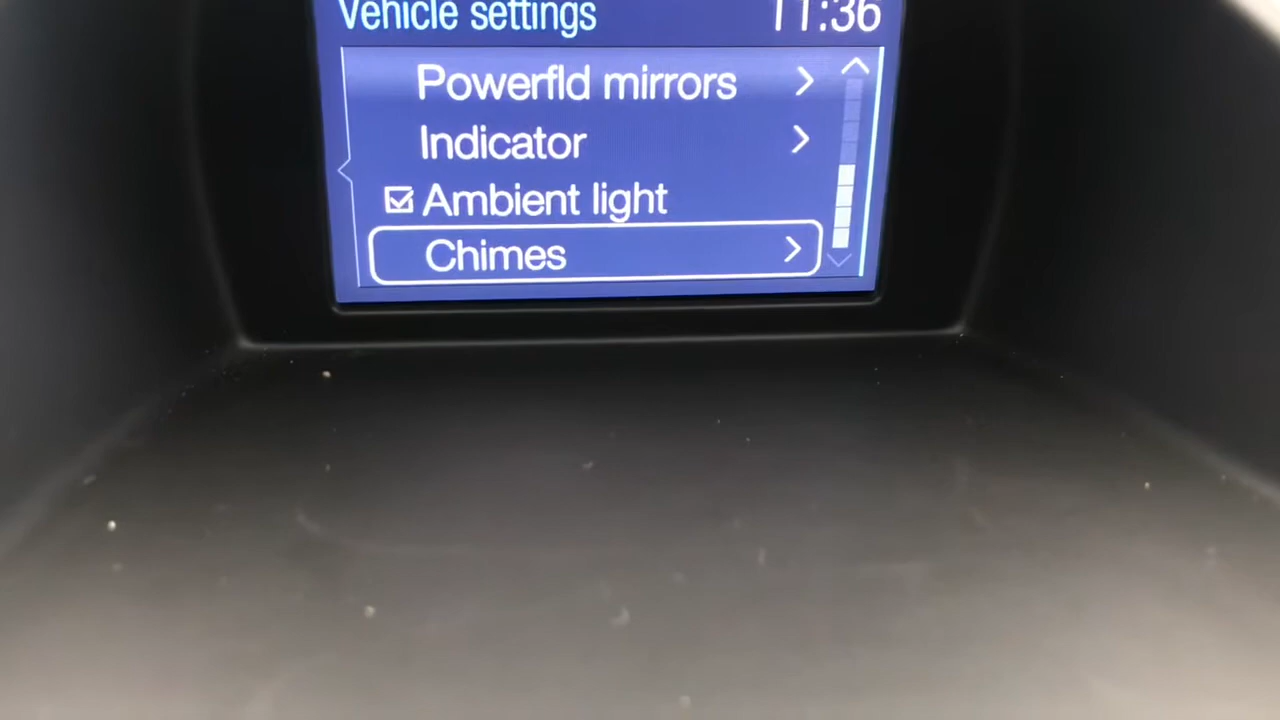 Vehicle settings 11:36
Powerfld mirrors
Indicator
Ambient light
Chimes